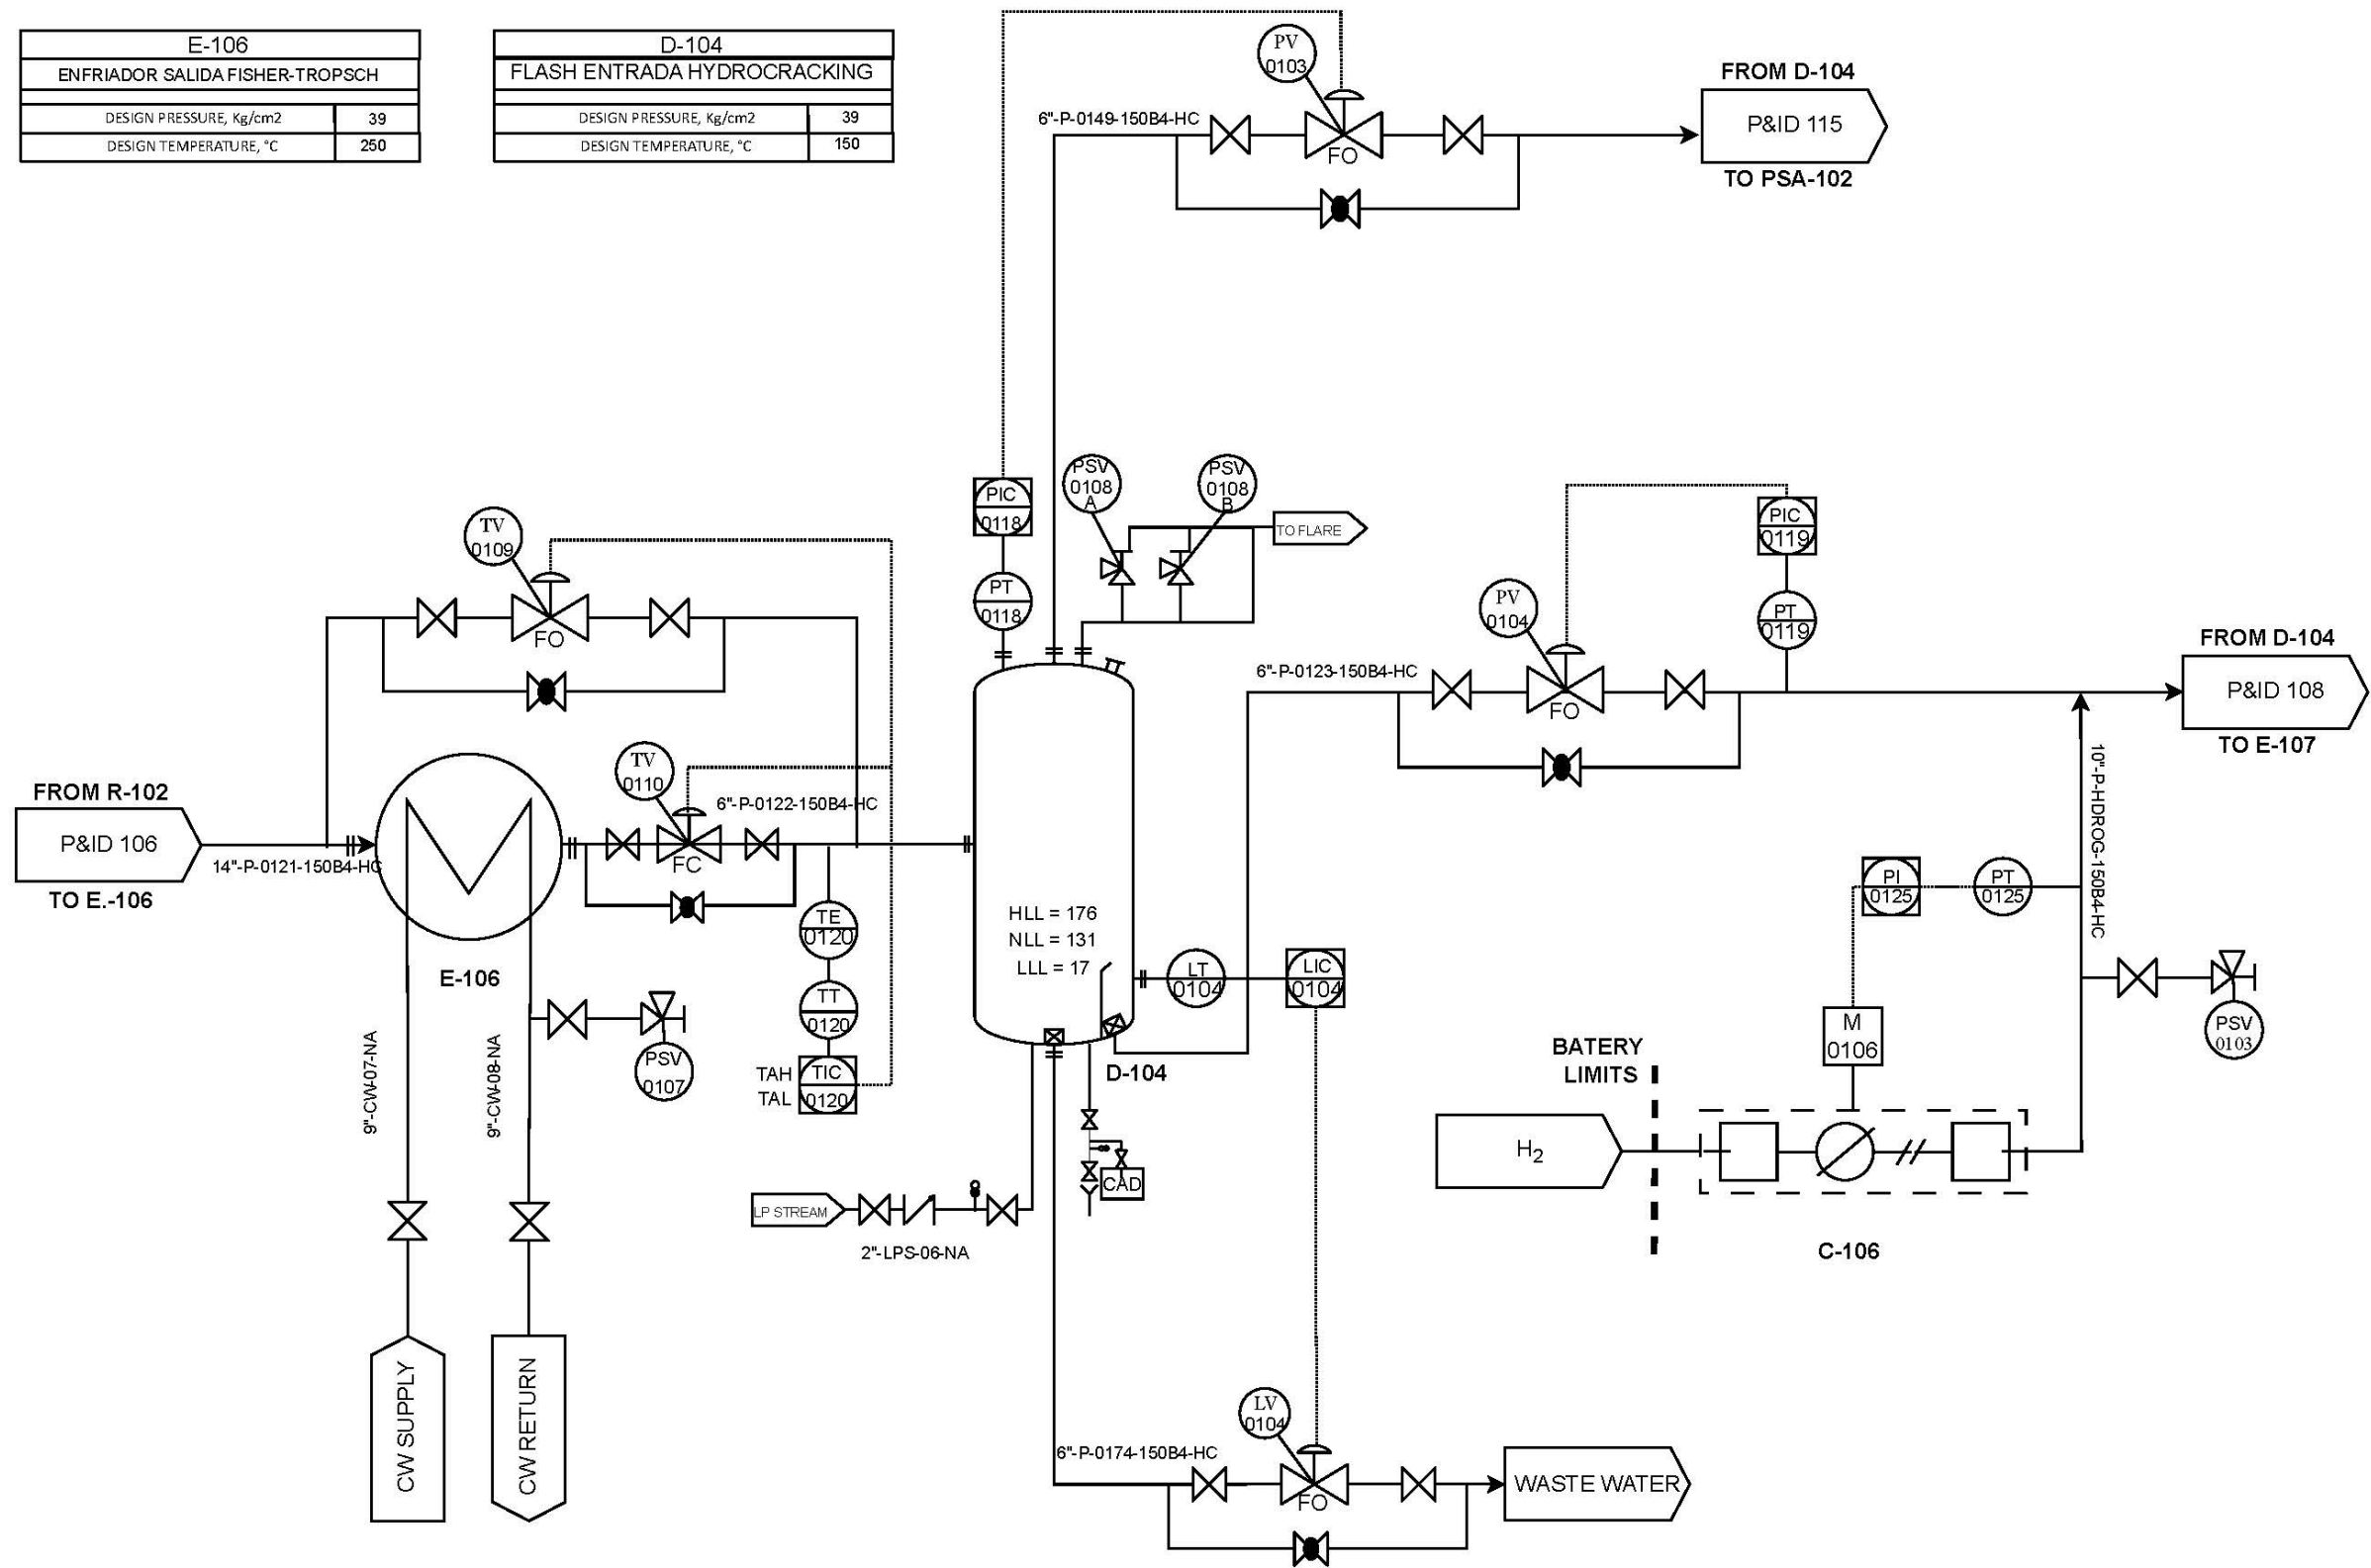 E-106
ENFRIADOR SALIDA FISHER-TROPSCH
DESIGN PRESSURE, Kg/cm2 39
DESIGN TEMPERATURE, °C 250
D-104
FLASH ENTRADA HYDROCRACKING
DESIGN PRESSURE, Kg/cm2 39
DESIGN TEMPERATURE, °C 150
PV
0103
6"-P-0149-150B4-HC
FO
FROM D-104
P&ID 115
TO PSA-102
PIC
0118
PT
0118
PSV
0108
A
PSV
0108
B
TO FLARE
TV
0109
FO
PV
0104
6"-P-0123-150B4-HC
FO
PIC
0119
PT
0119
FROM D-104
P&ID 108
TO E-107
FROM R-102
P&ID 106
TO E.-106
14"-P-0121-150B4-HC
TV
0110
6"-P-0122-150B4-HC
FC
E-106
TE
0120
TT
0120
TAH
TAL
TIC
0120
PSV
0107
9"-CW-07-NA
9"-CW-08-NA
CW SUPPLY
CW RETURN
HLL = 176
NLL = 131
LLL = 17
LT
0104
LIC
0104
D-104
CAD
LP STREAM
2"-LPS-06-NA
10"-P-HDROG-150B4-HC
PI
0125
PT
0125
M
0106
PSV
0103
BATERY
LIMITS
H2
C-106
LV
0104
6"-P-0174-150B4-HC
FO
WASTE WATER